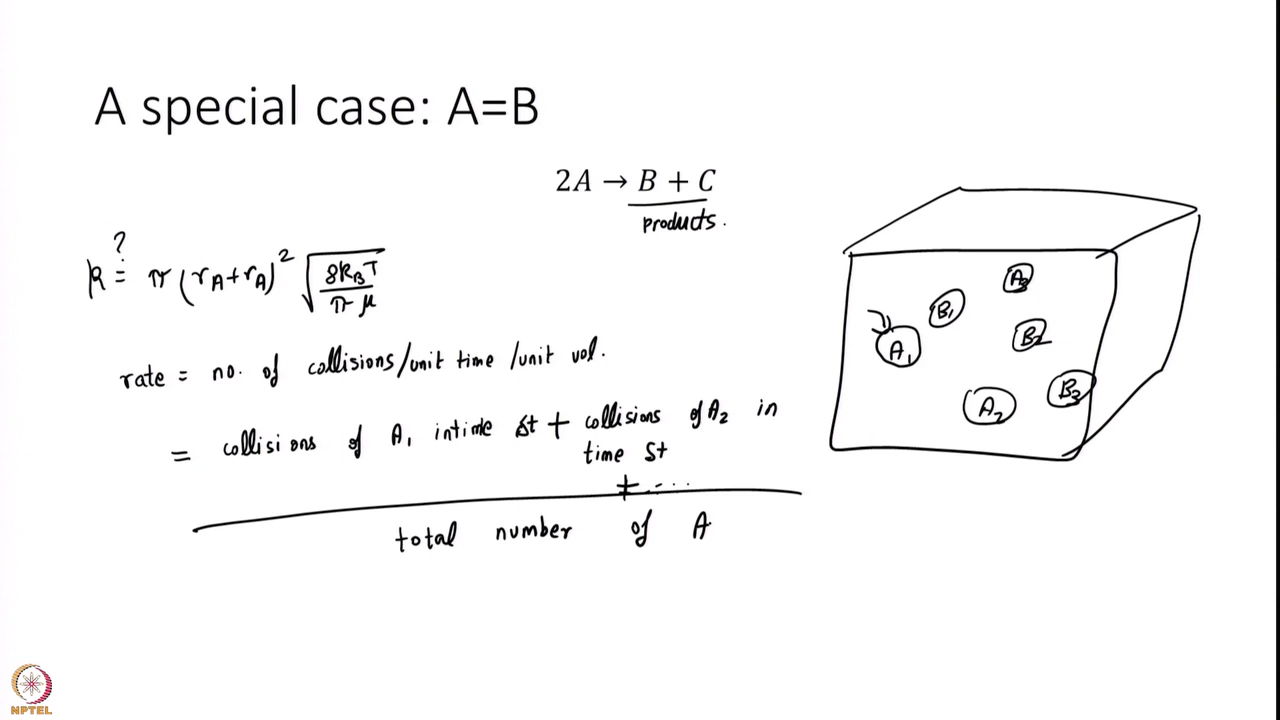 A special case: A=B
2A → B + C
products.
?
k = π (rA+rA)² √(8kBT / πμ)
rate = no. of collisions/unit time /unit vol.
= collisions of A1 in time δt + collisions of A2 in
time δt
+ ....
total number of A
A3
B1
B2
A1
B3
A2
NPTEL